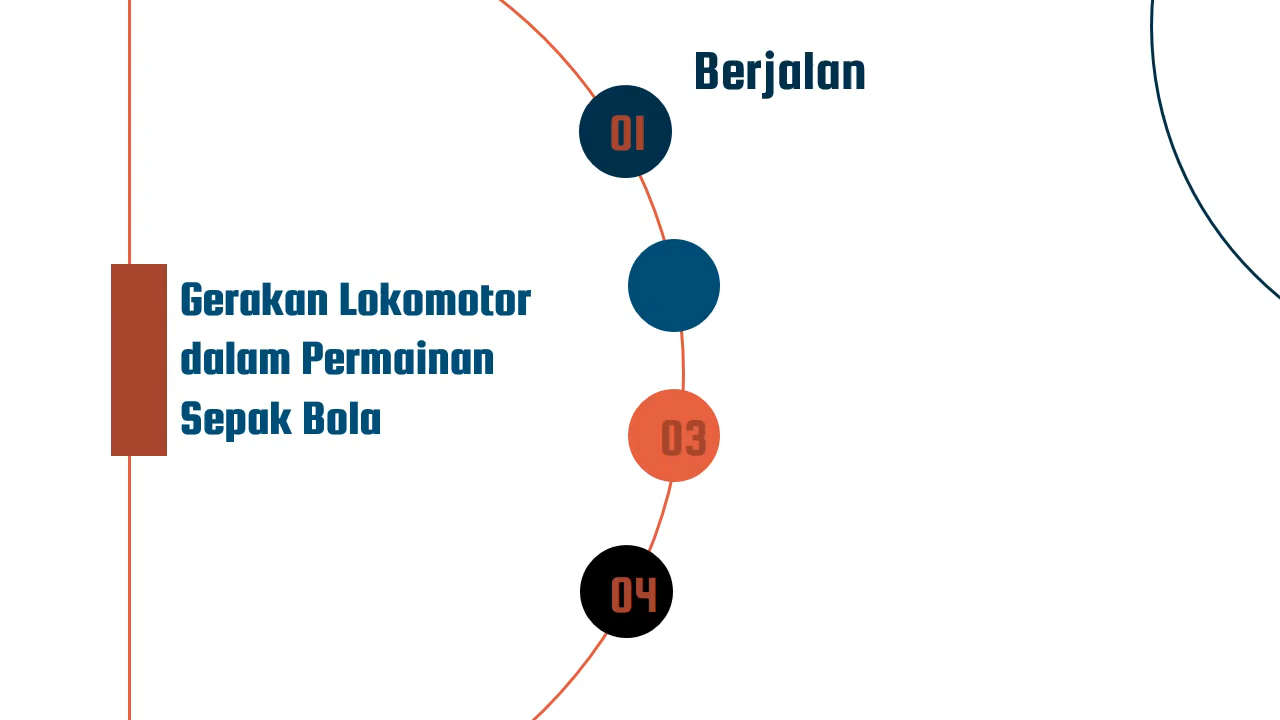 Berjalan
01
Gerakan Lokomotor
dalam Permainan
Sepak Bola
03
04